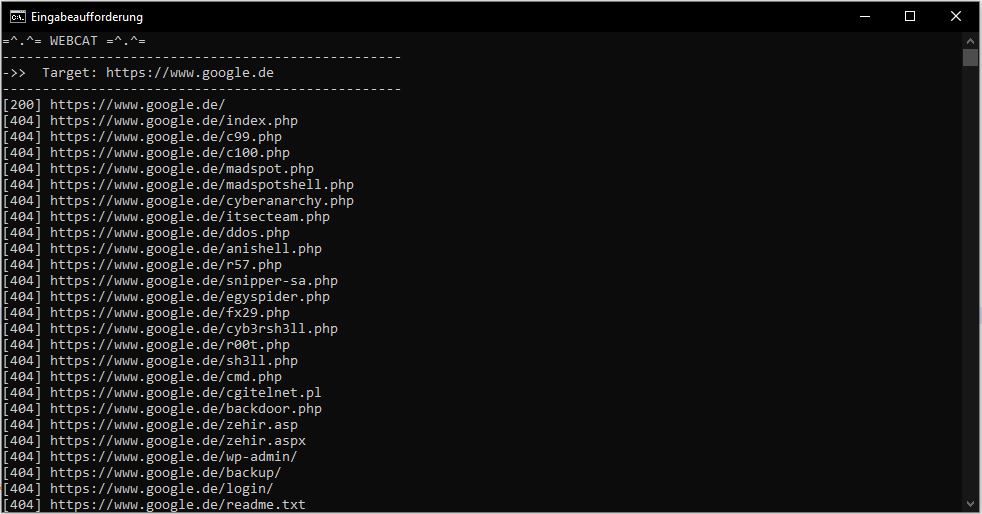 Eingabeaufforderung
=^.^= WEBCAT =^.^=
--------------------------------------------------
->>  Target: https://www.google.de
--------------------------------------------------
[200] https://www.google.de/
[404] https://www.google.de/index.php
[404] https://www.google.de/c99.php
[404] https://www.google.de/c100.php
[404] https://www.google.de/madspot.php
[404] https://www.google.de/madspotshell.php
[404] https://www.google.de/cyberanarchy.php
[404] https://www.google.de/itsecteam.php
[404] https://www.google.de/ddos.php
[404] https://www.google.de/anishell.php
[404] https://www.google.de/r57.php
[404] https://www.google.de/snipper-sa.php
[404] https://www.google.de/egyspider.php
[404] https://www.google.de/fx29.php
[404] https://www.google.de/cyb3rsh3ll.php
[404] https://www.google.de/r00t.php
[404] https://www.google.de/sh3ll.php
[404] https://www.google.de/cmd.php
[404] https://www.google.de/cgitelnet.pl
[404] https://www.google.de/backdoor.php
[404] https://www.google.de/zehir.asp
[404] https://www.google.de/zehir.aspx
[404] https://www.google.de/wp-admin/
[404] https://www.google.de/backup/
[404] https://www.google.de/login/
[404] https://www.google.de/readme.txt